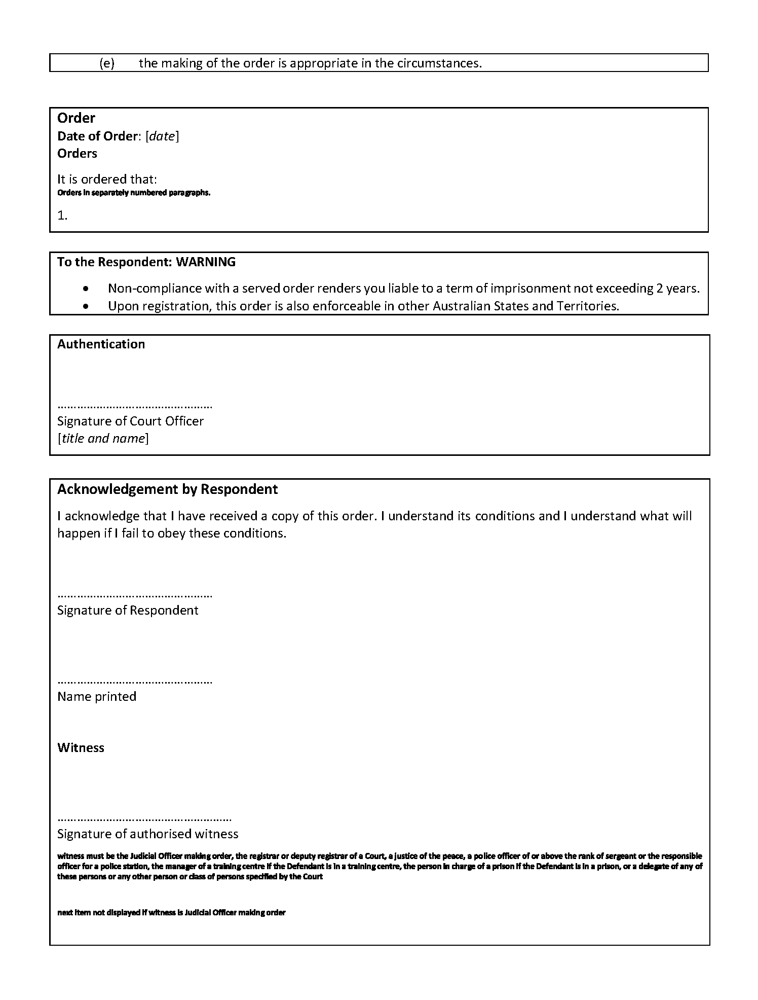 (e) the making of the order is appropriate in the circumstances.
Order
Date of Order: [date]
Orders
It is ordered that:
Orders in separately numbered paragraphs.
1.
To the Respondent: WARNING
• Non-compliance with a served order renders you liable to a term of imprisonment not exceeding 2 years.
• Upon registration, this order is also enforceable in other Australian States and Territories.
Authentication
…………………………………………
Signature of Court Officer
[title and name]
Acknowledgement by Respondent
I acknowledge that I have received a copy of this order. I understand its conditions and I understand what will
happen if I fail to obey these conditions.
…………………………………………
Signature of Respondent
…………………………………………
Name printed
Witness
………………………………………………
Signature of authorised witness
witness must be the Judicial Officer making order, the registrar or deputy registrar of a Court, a justice of the peace, a police officer of or above the rank of sergeant or the responsible
officer for a police station, the manager of a training centre if the Defendant is in a training centre, the person in charge of a prison if the Defendant is in a prison, or a delegate of any of
these persons or any other person or class of persons specified by the Court
next item not displayed if witness is Judicial Officer making order